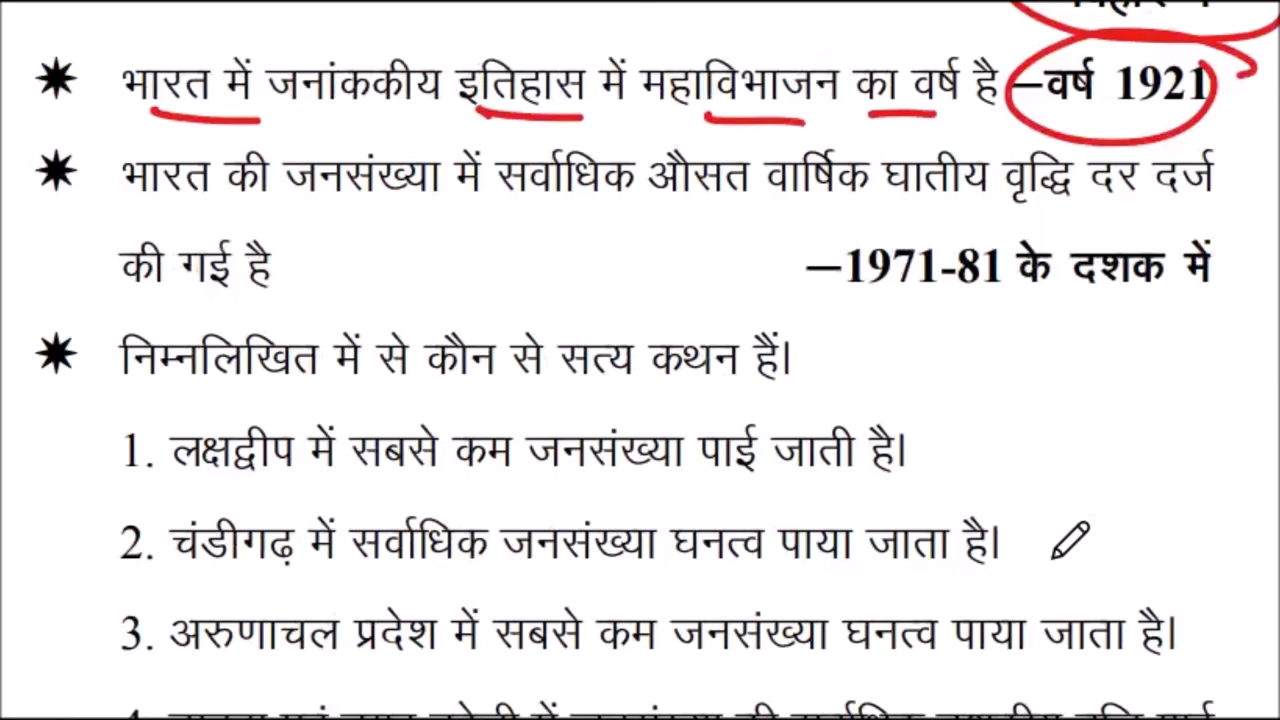 ✷ भारत में जनांककीय इतिहास में महाविभाजन का वर्ष है –वर्ष 1921
✷ भारत की जनसंख्या में सर्वाधिक औसत वार्षिक घातीय वृद्धि दर दर्ज
की गई है –1971-81 के दशक में
✷ निम्नलिखित में से कौन से सत्य कथन हैं।
1. लक्षद्वीप में सबसे कम जनसंख्या पाई जाती है।
2. चंडीगढ़ में सर्वाधिक जनसंख्या घनत्व पाया जाता है।
3. अरुणाचल प्रदेश में सबसे कम जनसंख्या घनत्व पाया जाता है।